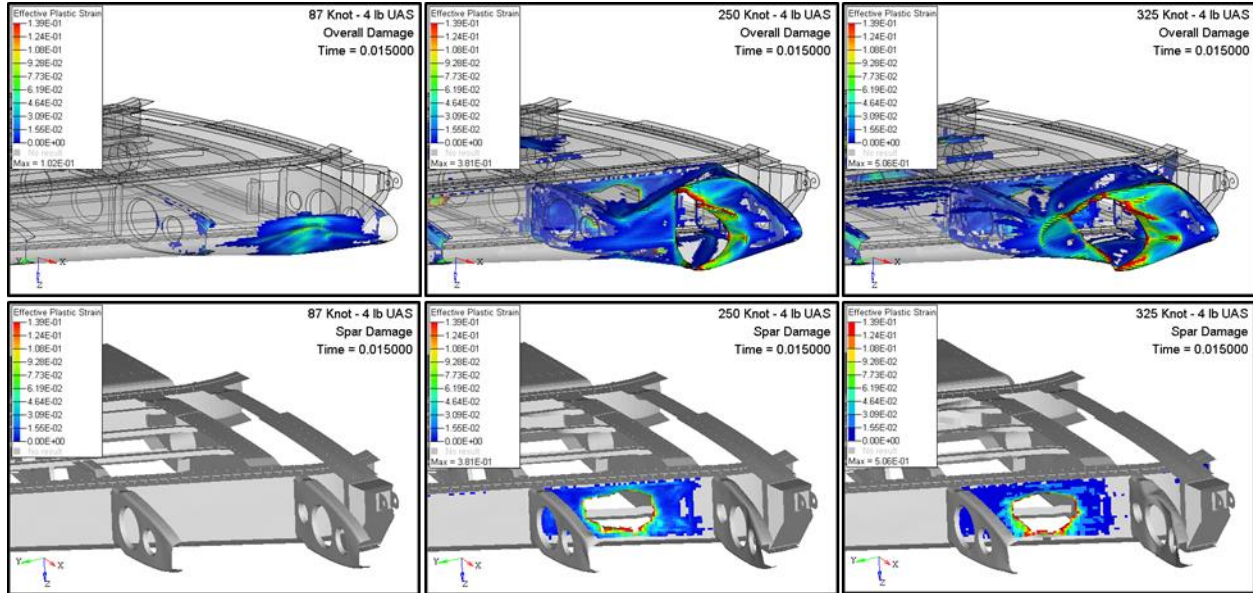 Effective Plastic Strain
1.39E-01
1.24E-01
1.08E-01
9.28E-02
7.73E-02
6.19E-02
4.64E-02
3.09E-02
1.55E-02
0.00E+00
No result
Max = 1.02E-01
87 Knot - 4 lb UAS
Overall Damage
Time = 0.015000
Y X
Z
Effective Plastic Strain
1.39E-01
1.24E-01
1.08E-01
9.28E-02
7.73E-02
6.19E-02
4.64E-02
3.09E-02
1.55E-02
0.00E+00
No result
Max = 3.81E-01
250 Knot - 4 lb UAS
Overall Damage
Time = 0.015000
X
Z
Effective Plastic Strain
1.39E-01
1.24E-01
1.08E-01
9.28E-02
7.73E-02
6.19E-02
4.64E-02
3.09E-02
1.55E-02
0.00E+00
No result
Max = 5.06E-01
325 Knot - 4 lb UAS
Overall Damage
Time = 0.015000
X
Z
Effective Plastic Strain
1.39E-01
1.24E-01
1.08E-01
9.28E-02
7.73E-02
6.19E-02
4.64E-02
3.09E-02
1.55E-02
0.00E+00
No result
87 Knot - 4 lb UAS
Spar Damage
Time = 0.015000
Y X
Z
Effective Plastic Strain
1.39E-01
1.24E-01
1.08E-01
9.28E-02
7.73E-02
6.19E-02
4.64E-02
3.09E-02
1.55E-02
0.00E+00
No result
Max = 3.81E-01
250 Knot - 4 lb UAS
Spar Damage
Time = 0.015000
Y X
Z
Effective Plastic Strain
1.39E-01
1.24E-01
1.08E-01
9.28E-02
7.73E-02
6.19E-02
4.64E-02
3.09E-02
1.55E-02
0.00E+00
No result
Max = 5.06E-01
325 Knot - 4 lb UAS
Spar Damage
Time = 0.015000
Y X
Z